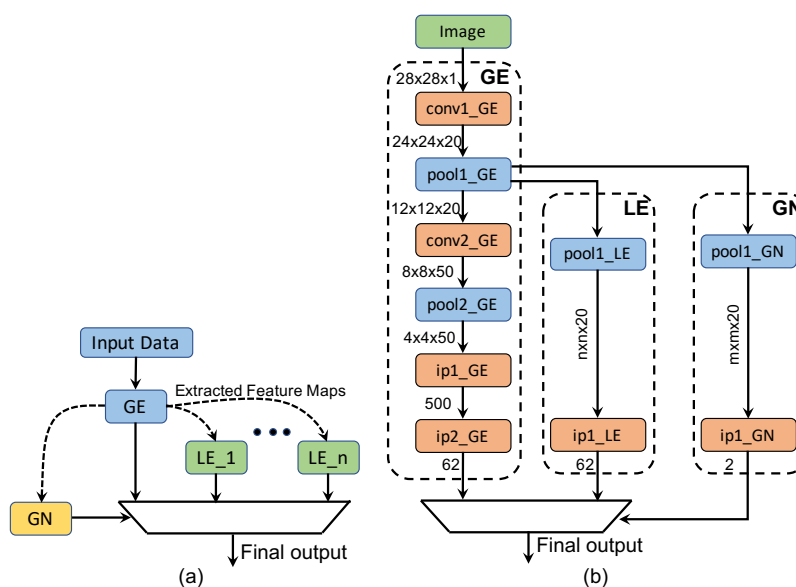 Input Data
GE
Extracted Feature Maps
LE_1
LE_n
GN
Final output
(a)
Image
GE
28x28x1
conv1_GE
24x24x20
pool1_GE
12x12x20
conv2_GE
8x8x50
pool2_GE
4x4x50
ip1_GE
500
ip2_GE
62
LE
pool1_LE
nxnx20
ip1_LE
62
GN
pool1_GN
mxmx20
ip1_GN
2
Final output
(b)